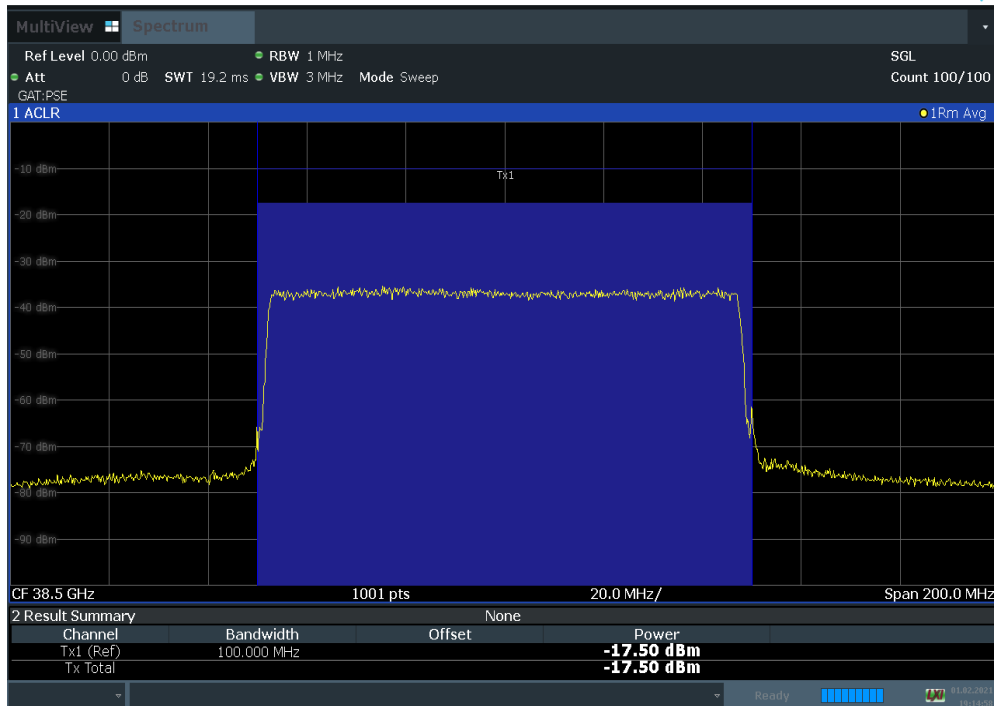 MultiView Spectrum
Ref Level 0.00 dBm RBW 1 MHz SGL
Att 0 dB SWT 19.2 ms VBW 3 MHz Mode Sweep Count 100/100
GAT:PSE
1 ACLR 1Rm Avg
-10 dBm
Tx1
-20 dBm
-30 dBm
-40 dBm
-50 dBm
-60 dBm
-70 dBm
-80 dBm
-90 dBm
CF 38.5 GHz 1001 pts 20.0 MHz/ Span 200.0 MHz
2 Result Summary None
Channel Bandwidth Offset Power
Tx1 (Ref) 100.000 MHz -17.50 dBm
Tx Total -17.50 dBm
Ready LXI 01.02.2021